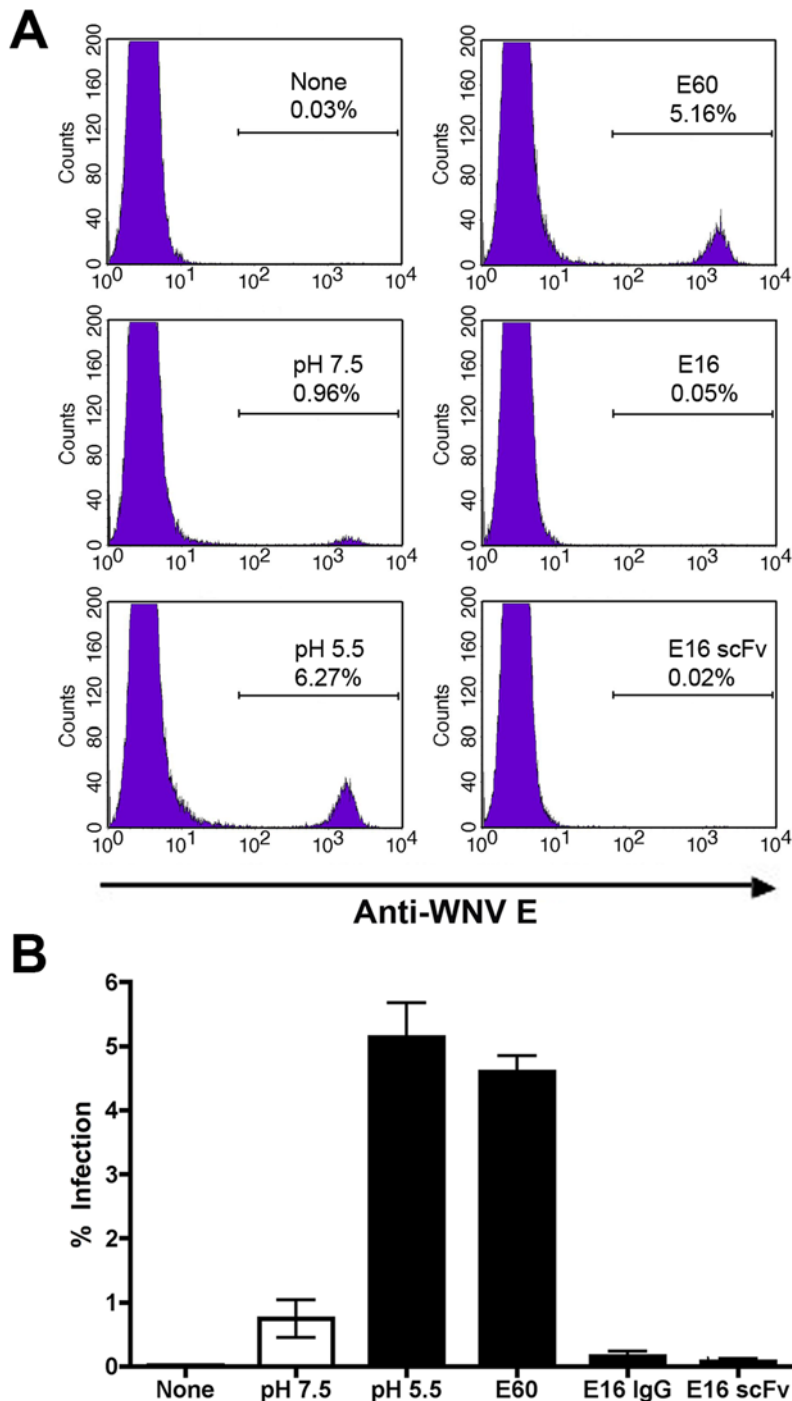 A
None
0.03%
Counts
200
160
120
80
40
0
10^0 10^1 10^2 10^3 10^4
E60
5.16%
Counts
200
160
120
80
40
0
10^0 10^1 10^2 10^3 10^4
pH 7.5
0.96%
Counts
200
160
120
80
40
0
10^0 10^1 10^2 10^3 10^4
E16
0.05%
Counts
200
160
120
80
40
0
10^0 10^1 10^2 10^3 10^4
pH 5.5
6.27%
Counts
200
160
120
80
40
0
10^0 10^1 10^2 10^3 10^4
E16 scFv
0.02%
Counts
200
160
120
80
40
0
10^0 10^1 10^2 10^3 10^4
Anti-WNV E
B
% Infection
6
5
4
3
2
1
0
None pH 7.5 pH 5.5 E60 E16 IgG E16 scFv